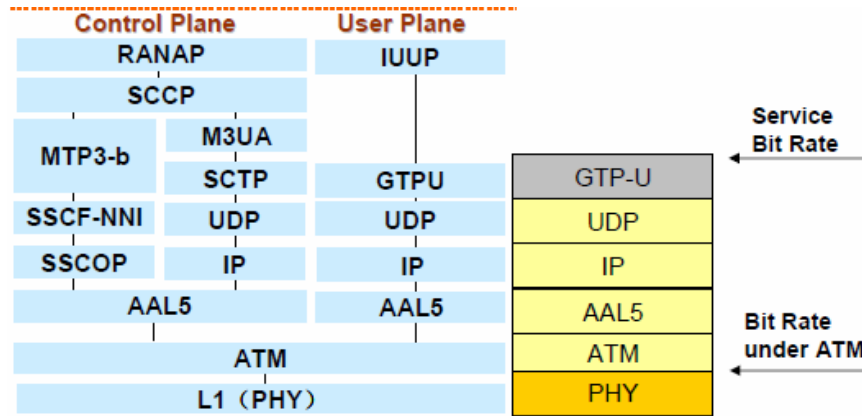 Control Plane
User Plane
RANAP
IUUP
SCCP
MTP3-b
M3UA
SCTP
GTPU
SSCF-NNI
UDP
UDP
SSCOP
IP
IP
AAL5
AAL5
ATM
L1（PHY）
GTP-U
UDP
IP
AAL5
ATM
PHY
Service
Bit Rate
Bit Rate
under ATM